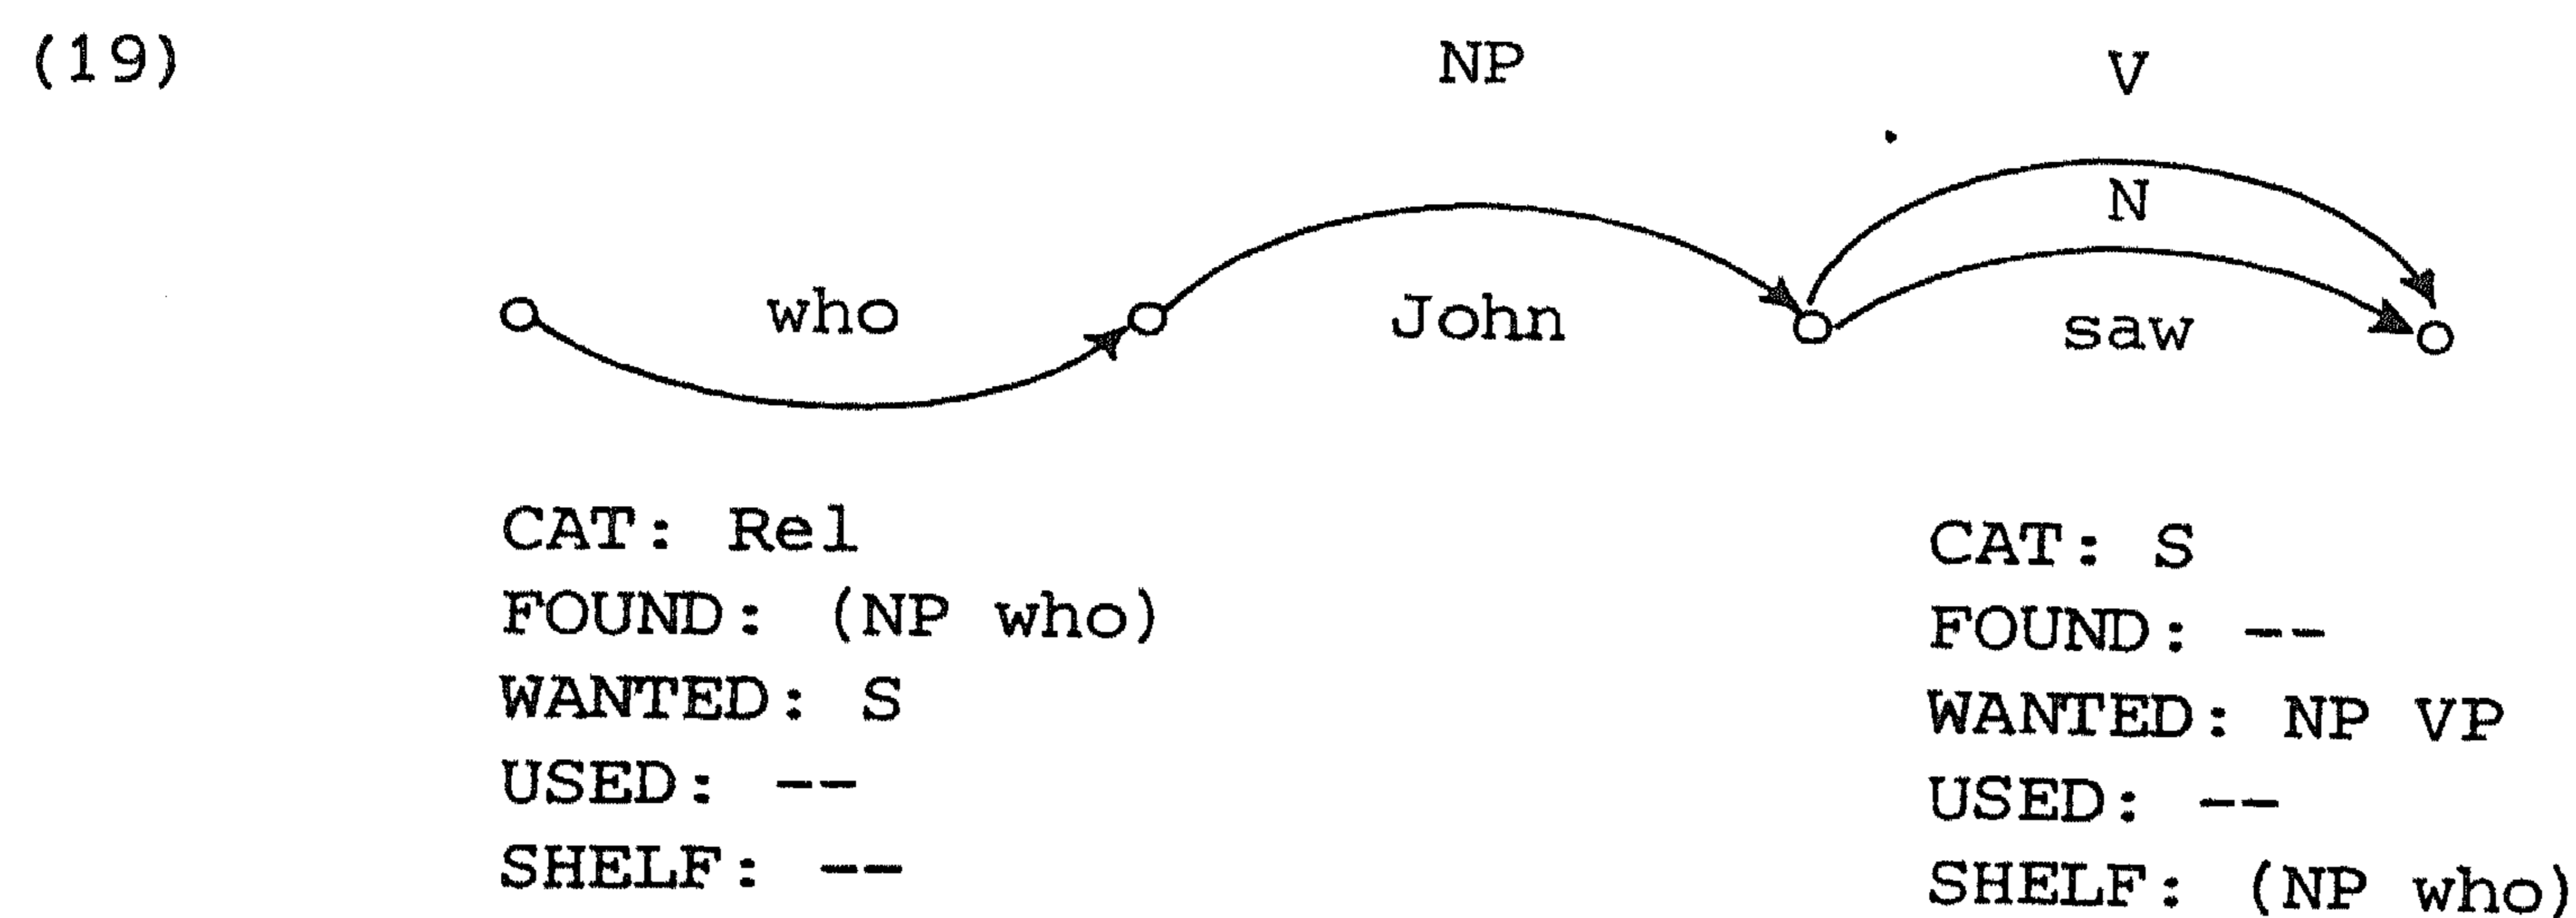 (19) NP V
N
who John saw
CAT: Rel
FOUND: (NP who)
WANTED: S
USED: --
SHELF: --
CAT: S
FOUND: --
WANTED: NP VP
USED: --
SHELF: (NP who)